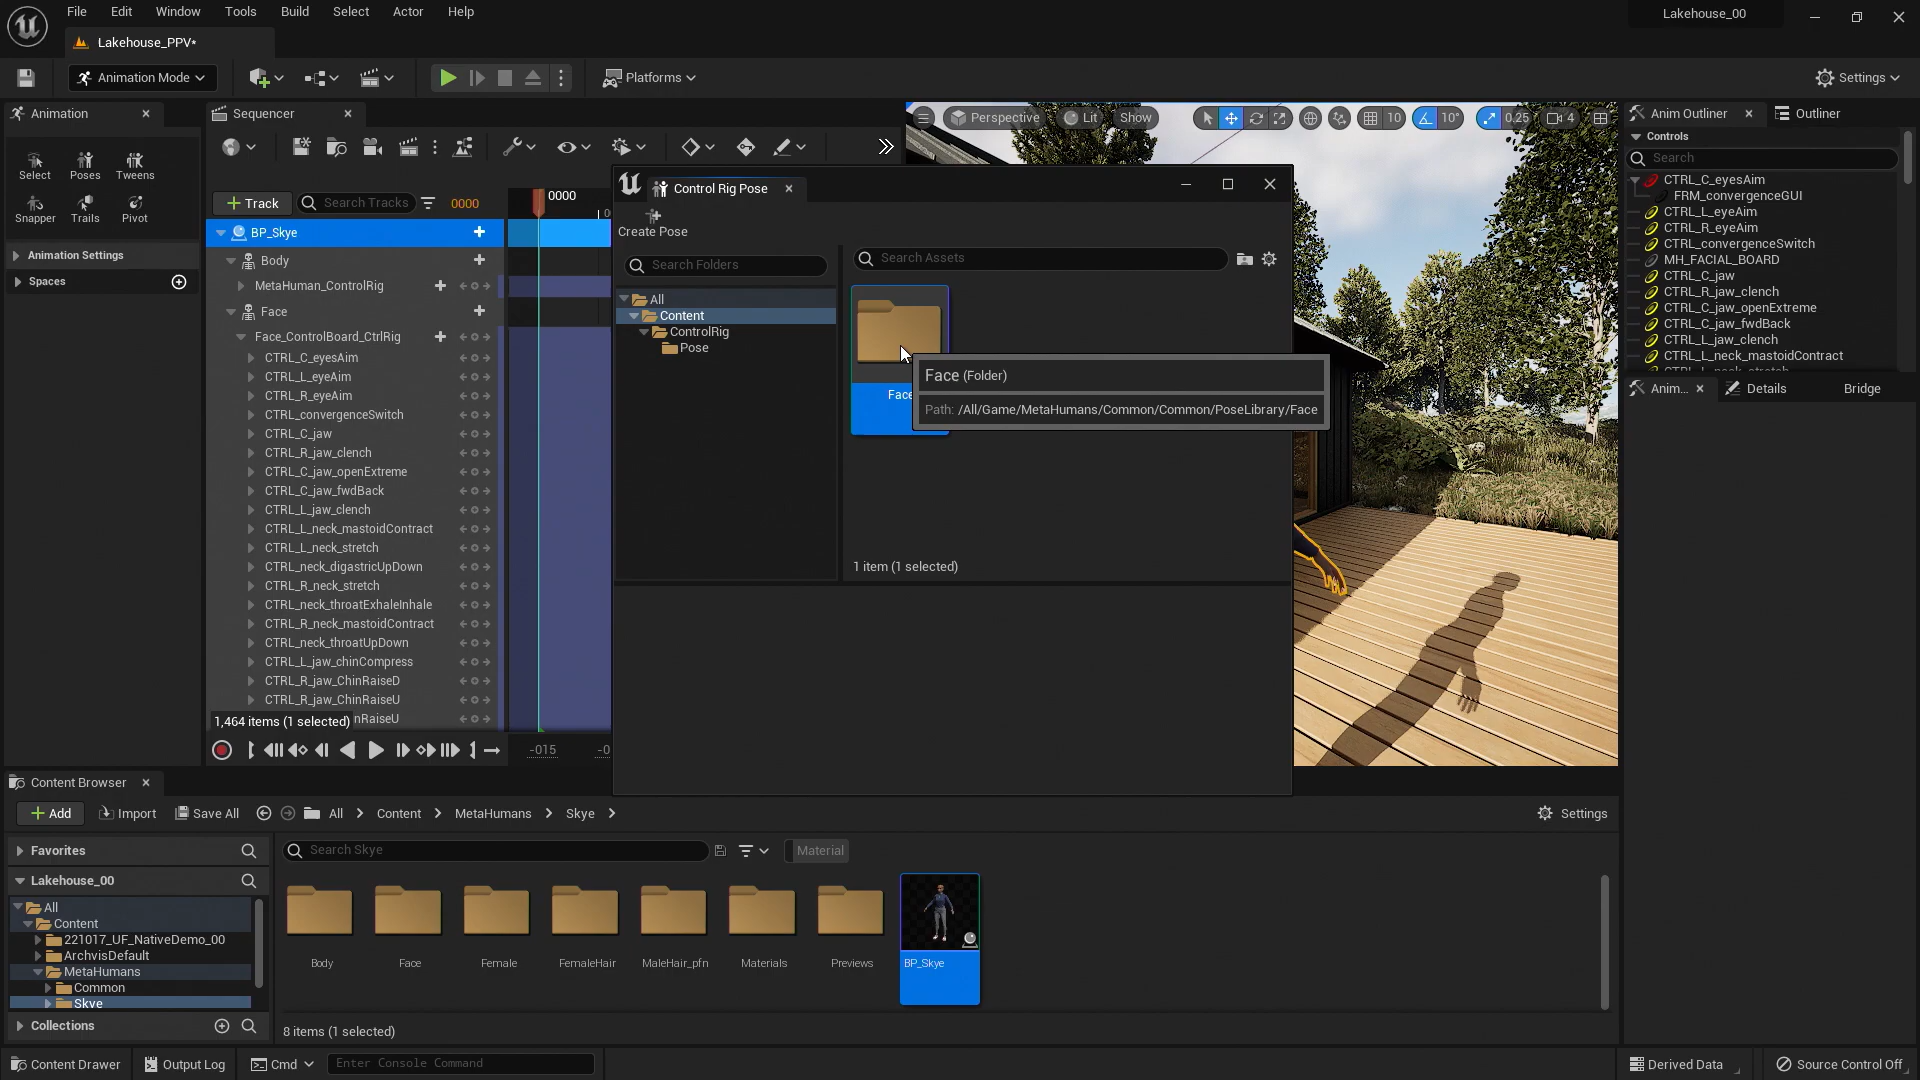 File Edit Window Tools Build Select Actor Help
Lakehouse_00
Lakehouse_PPV*
Animation Mode
Platforms
Settings
Animation
Select Poses Tweens
Snapper Trails Pivot
Animation Settings
Spaces
Sequencer
Track
Search Tracks
0000
0000
BP_Skye
Body
MetaHuman_ControlRig
Face
Face_ControlBoard_CtrlRig
CTRL_C_eyesAim
CTRL_L_eyeAim
CTRL_R_eyeAim
CTRL_convergenceSwitch
CTRL_C_jaw
CTRL_R_jaw_clench
CTRL_C_jaw_openExtreme
CTRL_C_jaw_fwdBack
CTRL_L_jaw_clench
CTRL_L_neck_mastoidContract
CTRL_L_neck_stretch
CTRL_neck_digastricUpDown
CTRL_R_neck_stretch
CTRL_neck_throatExhaleInhale
CTRL_R_neck_mastoidContract
CTRL_neck_throatUpDown
CTRL_L_jaw_chinCompress
CTRL_R_jaw_ChinRaiseD
CTRL_R_jaw_ChinRaiseU
nRaiseU
1,464 items (1 selected)
-015
-0
Control Rig Pose
Create Pose
Search Folders
All
Content
ControlRig
Pose
Search Assets
Face
Face (Folder)
Path: /All/Game/MetaHumans/Common/Common/PoseLibrary/Face
1 item (1 selected)
Perspective
Lit
Show
10
10°
0.25
4
Anim Outliner
Outliner
Controls
Search
CTRL_C_eyesAim
FRM_convergenceGUI
CTRL_L_eyeAim
CTRL_R_eyeAim
CTRL_convergenceSwitch
MH_FACIAL_BOARD
CTRL_C_jaw
CTRL_R_jaw_clench
CTRL_C_jaw_openExtreme
CTRL_C_jaw_fwdBack
CTRL_L_jaw_clench
CTRL_L_neck_mastoidContract
Anim...
Details
Bridge
Content Browser
Add
Import
Save All
All
Content
MetaHumans
Skye
Settings
Favorites
Lakehouse_00
All
Content
221017_UF_NativeDemo_00
ArchvisDefault
MetaHumans
Common
Skye
Collections
Search Skye
Material
Body Face Female FemaleHair MaleHair_pfn Materials Previews BP_Skye
8 items (1 selected)
Content Drawer
Output Log
Cmd
Enter Console Command
Derived Data
Source Control Off